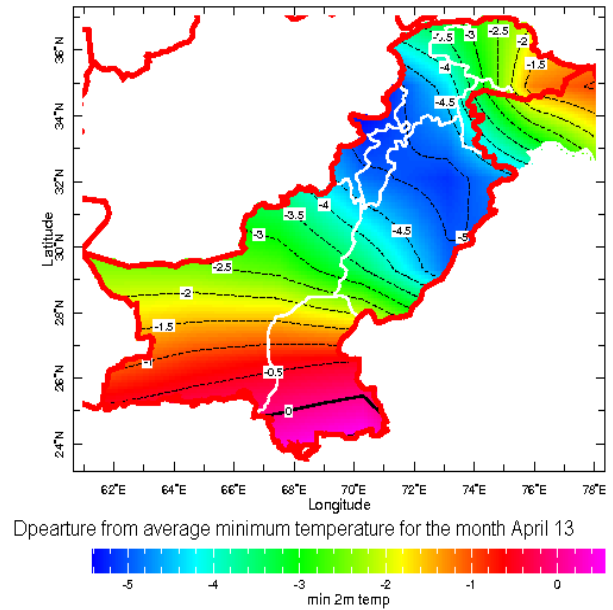 36°N
34°N
32°N
30°N
28°N
26°N
24°N
Latitude
-3.5
-3
-2.5
-2
-1.5
-4
-4.5
-4
-3.5
-3
-4.5
-5
-2.5
-2
-1.5
-1
-0.5
0
62°E 64°E 66°E 68°E 70°E 72°E 74°E 76°E 78°E
Longitude
Dpearture from average minimum temperature for the month April 13
-5 -4 -3 -2 -1 0
min 2m temp